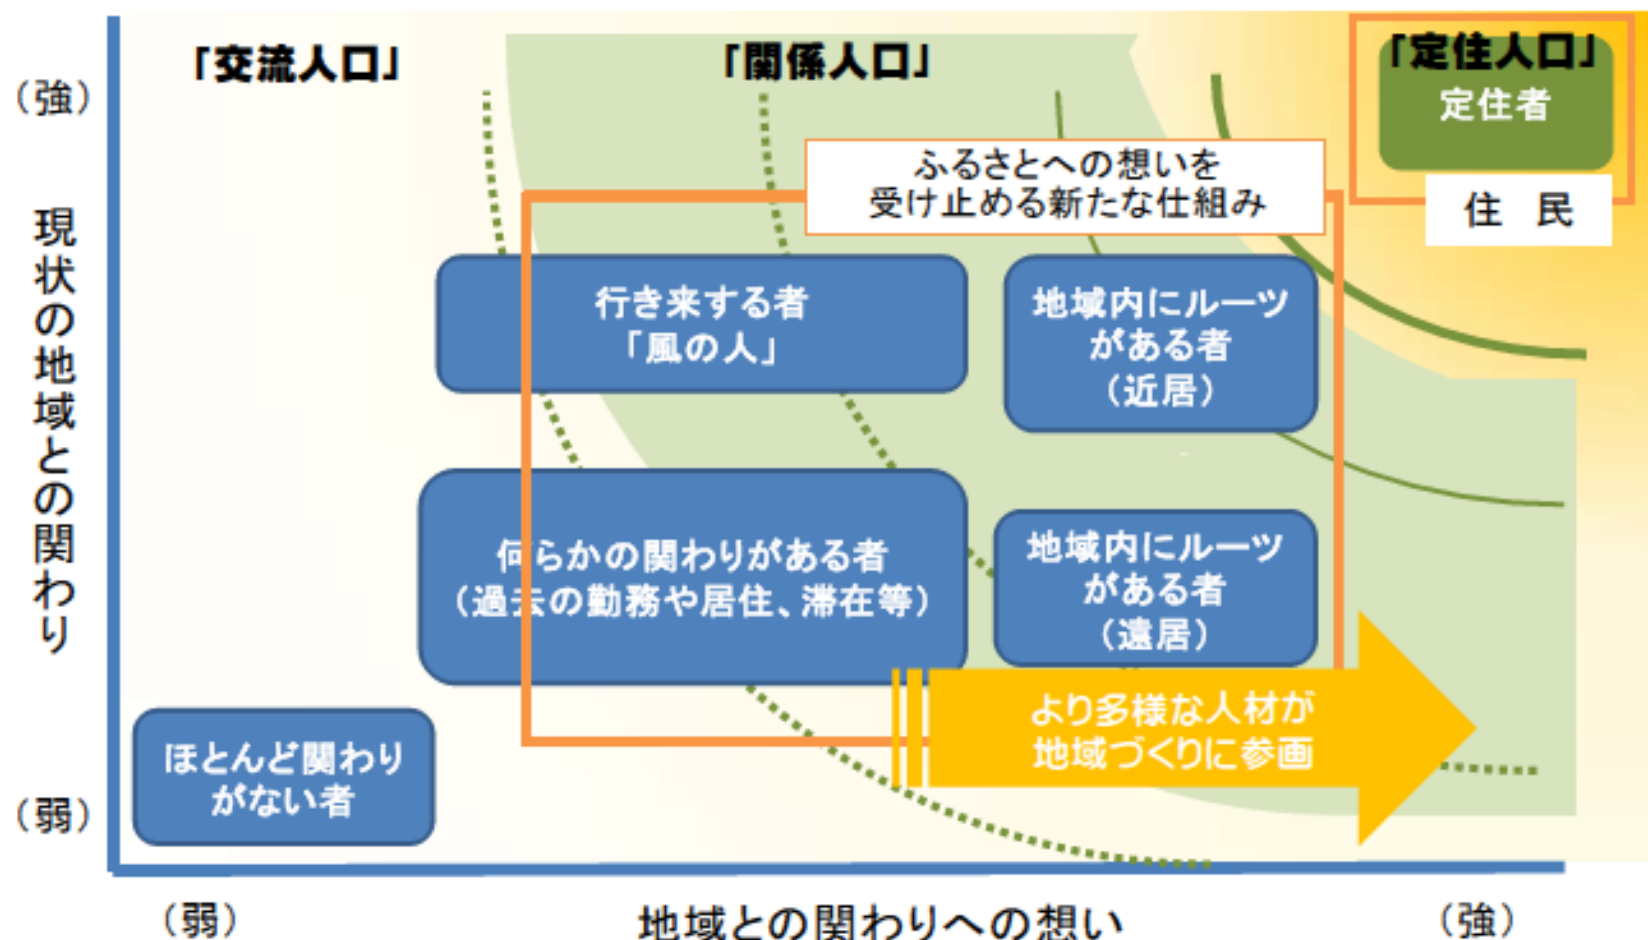 「交流人口」
「関係人口」
「定住人口」
定住者
住 民
(強)
ふるさとへの想いを
受け止める新たな仕組み
現状の地域との関わり
行き来する者
「風の人」
地域内にルーツ
がある者
(近居)
何らかの関わりがある者
(過去の勤務や居住、滞在等)
地域内にルーツ
がある者
(遠居)
より多様な人材が
地域づくりに参画
ほとんど関わり
がない者
(弱)
(弱)
地域との関わりへの想い
(強)